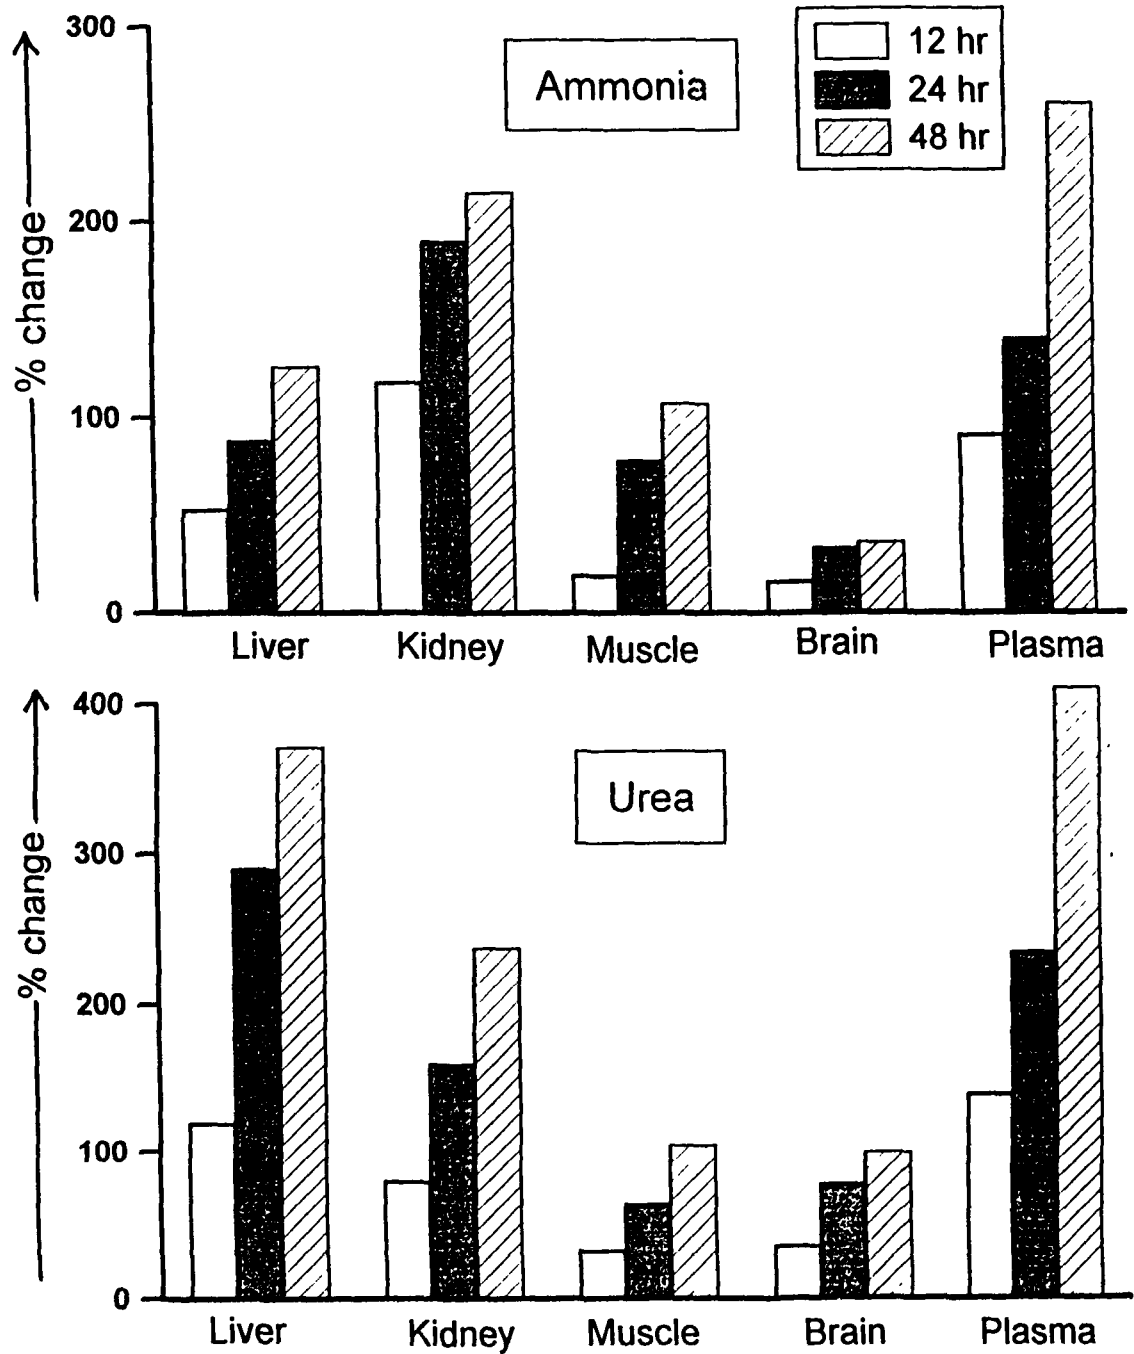 300
200
100
0
% change
Ammonia
12 hr
24 hr
48 hr
Liver Kidney Muscle Brain Plasma
400
300
200
100
0
% change
Urea
Liver Kidney Muscle Brain Plasma